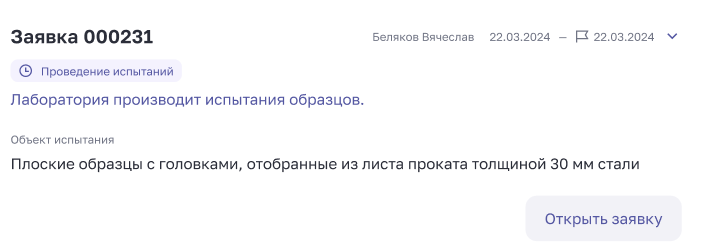 Заявка 000231
Беляков Вячеслав 22.03.2024 — 22.03.2024
Проведение испытаний
Лаборатория производит испытания образцов.
Объект испытания
Плоские образцы с головками, отобранные из листа проката толщиной 30 мм стали
Открыть заявку